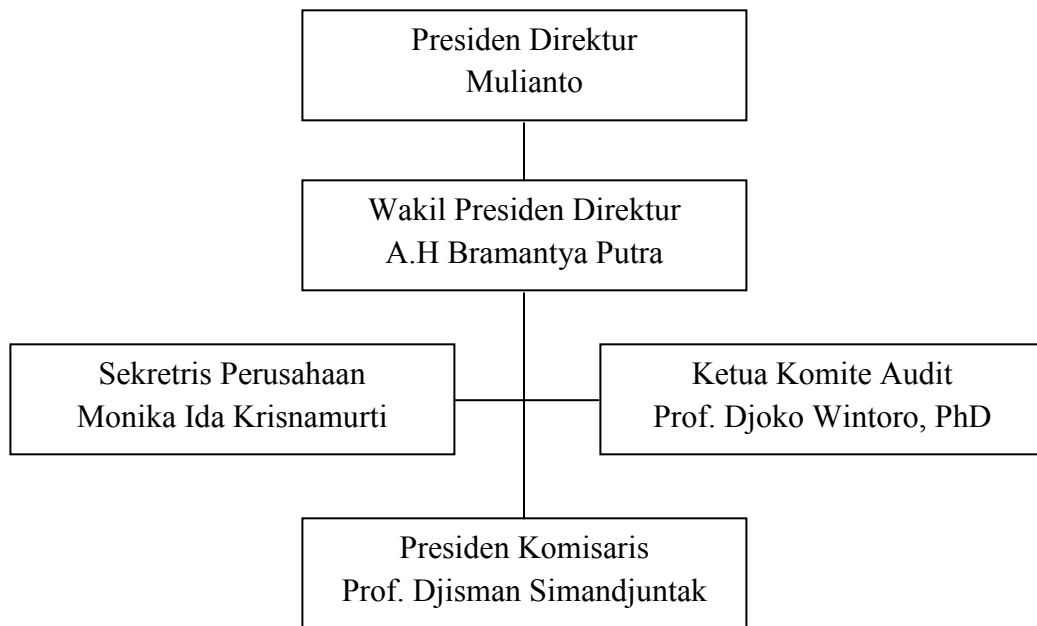 Presiden Direktur
Mulianto
Wakil Presiden Direktur
A.H Bramantya Putra
Sekretris Perusahaan
Monika Ida Krisnamurti
Ketua Komite Audit
Prof. Djoko Wintoro, PhD
Presiden Komisaris
Prof. Djisman Simandjuntak